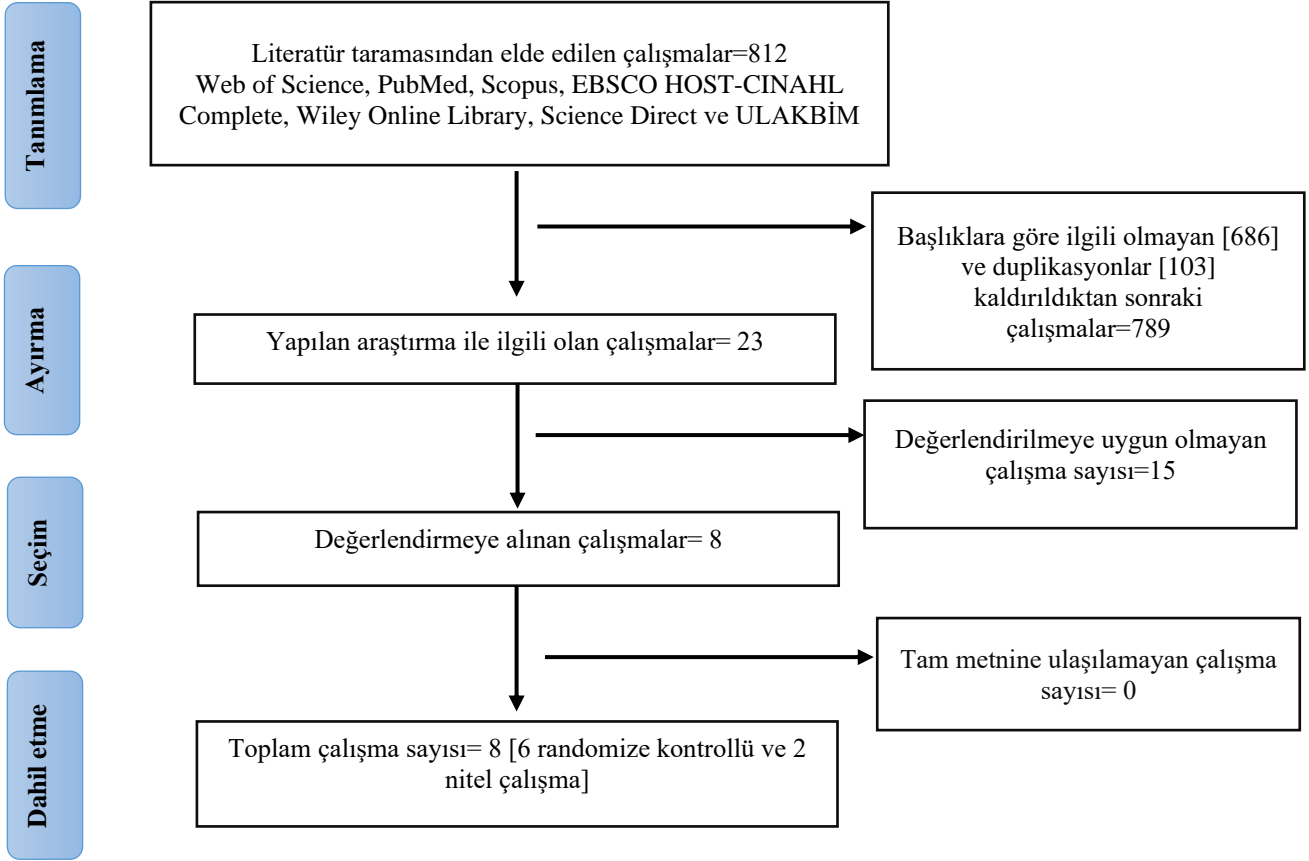 Tanımlama
Literatür taramasından elde edilen çalışmalar=812
Web of Science, PubMed, Scopus, EBSCO HOST-CINAHL
Complete, Wiley Online Library, Science Direct ve ULAKBİM
Başlıklara göre ilgili olmayan [686]
ve duplikasyonlar [103]
kaldırıldıktan sonraki
çalışmalar=789
Ayırma
Yapılan araştırma ile ilgili olan çalışmalar= 23
Değerlendirilmeye uygun olmayan
çalışma sayısı=15
Seçim
Değerlendirmeye alınan çalışmalar= 8
Tam metnine ulaşılamayan çalışma
sayısı= 0
Dahil etme
Toplam çalışma sayısı= 8 [6 randomize kontrollü ve 2
nitel çalışma]